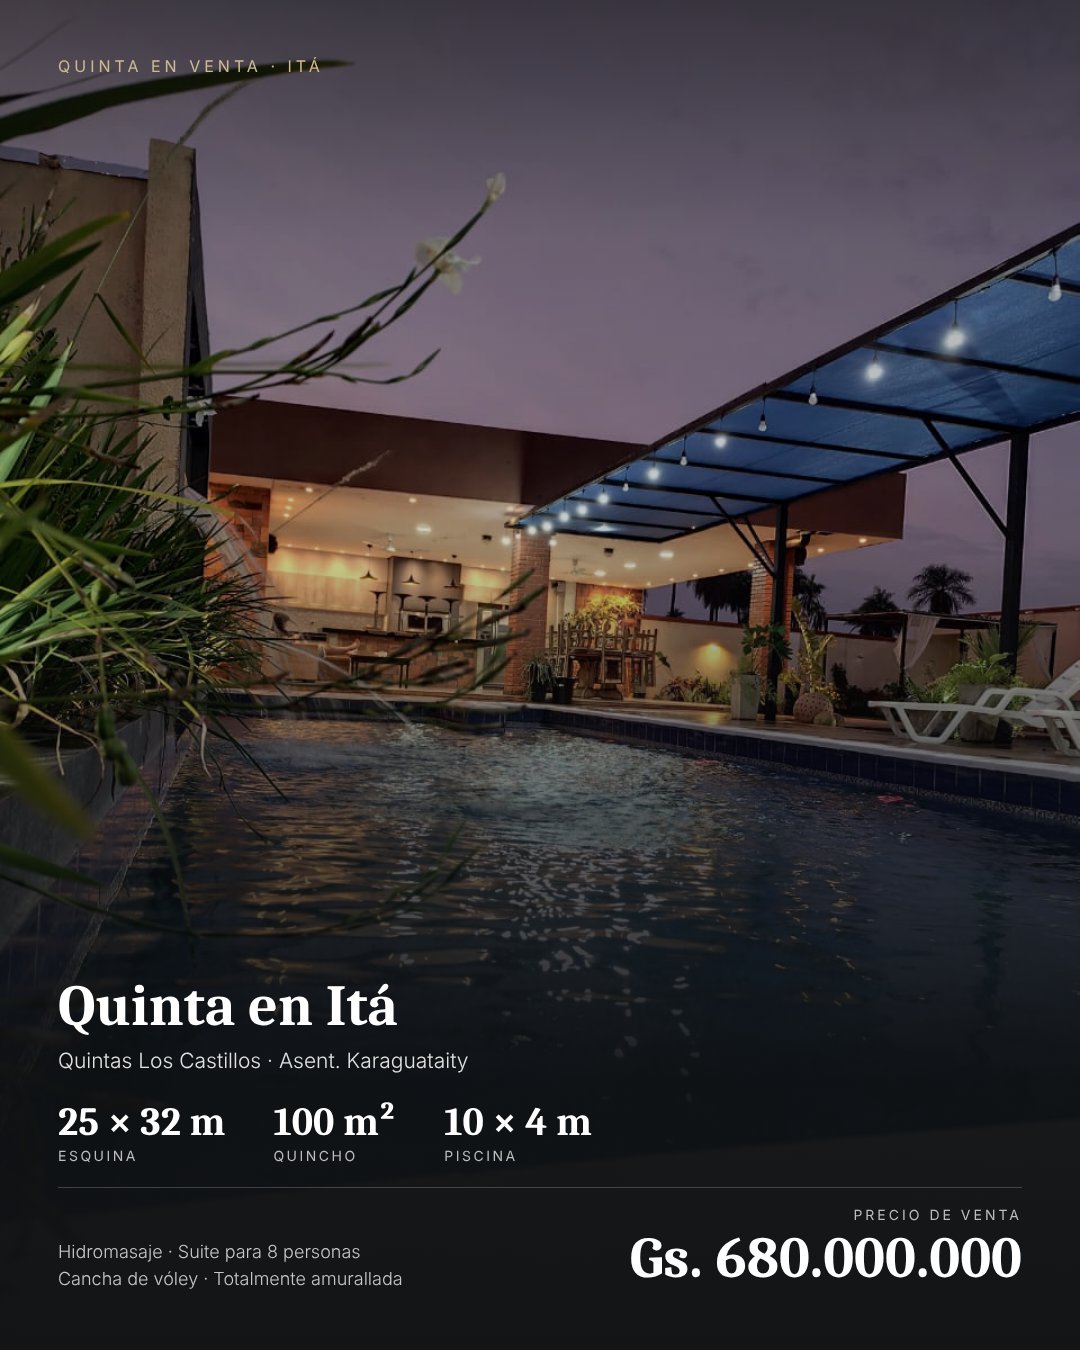 QUINTA EN VENTA · ITÁ
Quinta en Itá
Quintas Los Castillos · Asent. Karaguataity
25 × 32 m 100 m² 10 × 4 m
ESQUINA QUINCHO PISCINA
PRECIO DE VENTA
Hidromasaje · Suite para 8 personas
Cancha de vóley · Totalmente amurallada
Gs. 680.000.000